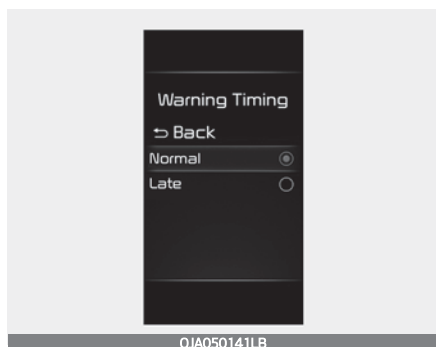 Warning Timing
Back
Normal
Late
OJA050141LB